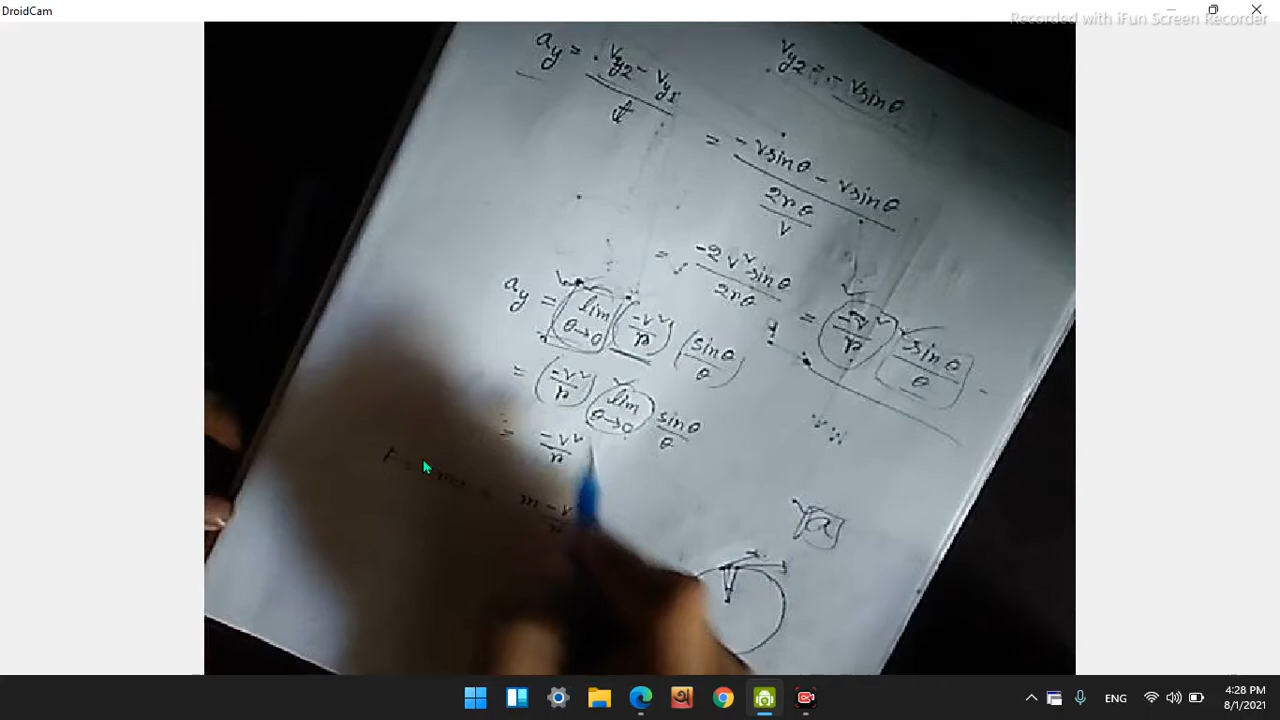 DroidCam
Recorded with iFun Screen Recorder
a_y = v_y2 - v_y1 / t
v_y2 = - v sinθ
= - v sinθ - v sinθ / (2rθ / v)
= -2v² sinθ / 2rθ
= (-v² / r) (sinθ / θ)
a_y = (lim θ→0) (-v² / r) (sinθ / θ)
= (-v² / r) (lim θ→0) sinθ / θ
= -v² / r
a
ENG
4:28 PM
8/1/2021